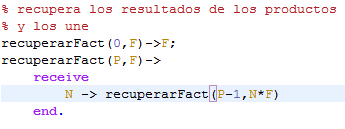 % recupera los resultados de los productos
% y los une
recuperarFact(0,F)->F;
recuperarFact(P,F)->
receive
N -> recuperarFact(P-1,N*F)
end.